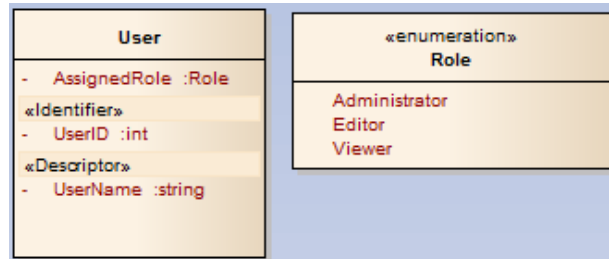 User
- AssignedRole :Role
«Identifier»
- UserID :int
«Descriptor»
- UserName :string
«enumeration»
Role
Administrator
Editor
Viewer